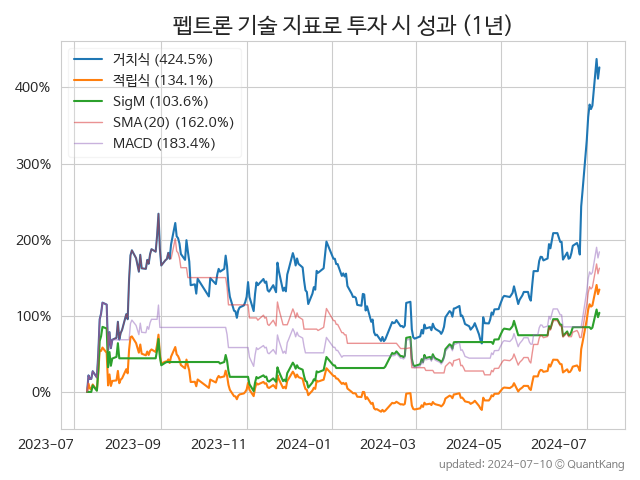 펩트론 기술 지표로 투자 시 성과 (1년)
거치식 (424.5%)
적립식 (134.1%)
SigM (103.6%)
SMA(20) (162.0%)
MACD (183.4%)
400%
300%
200%
100%
0%
2023-07 2023-09 2023-11 2024-01 2024-03 2024-05 2024-07
updated: 2024-07-10 © QuantKang